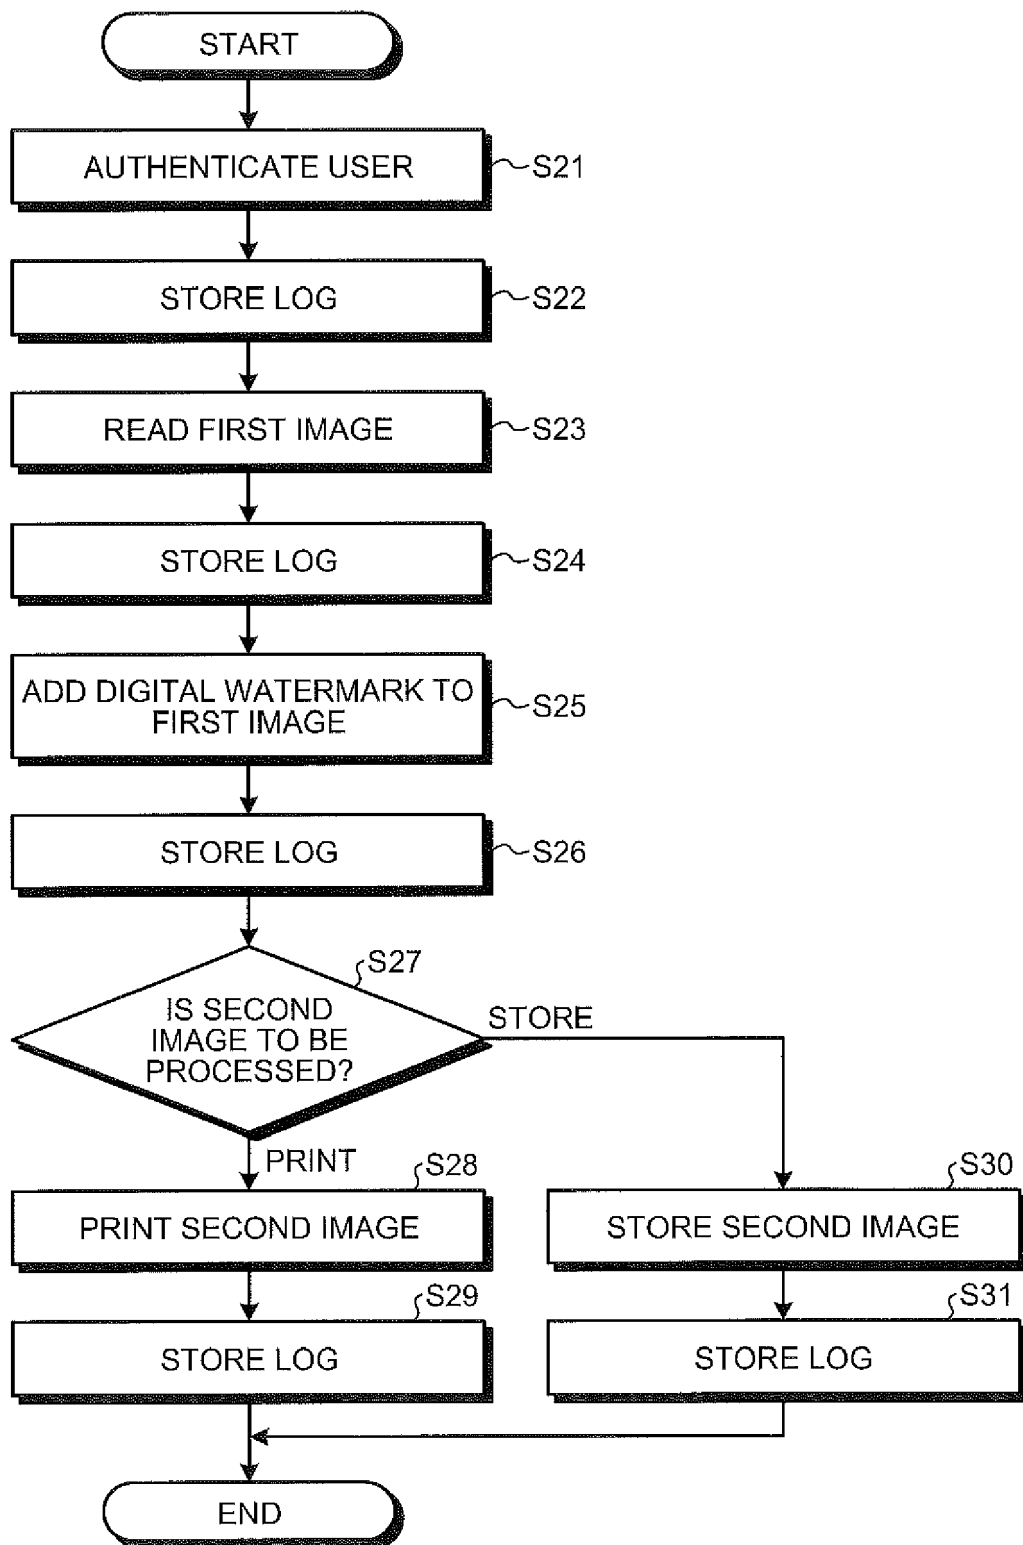 START
AUTHENTICATE USER
S21
STORE LOG
S22
READ FIRST IMAGE
S23
STORE LOG
S24
ADD DIGITAL WATERMARK TO
FIRST IMAGE
S25
STORE LOG
S26
S27
IS SECOND
IMAGE TO BE
PROCESSED?
STORE
PRINT
S28
PRINT SECOND IMAGE
S30
STORE SECOND IMAGE
S29
STORE LOG
S31
STORE LOG
END